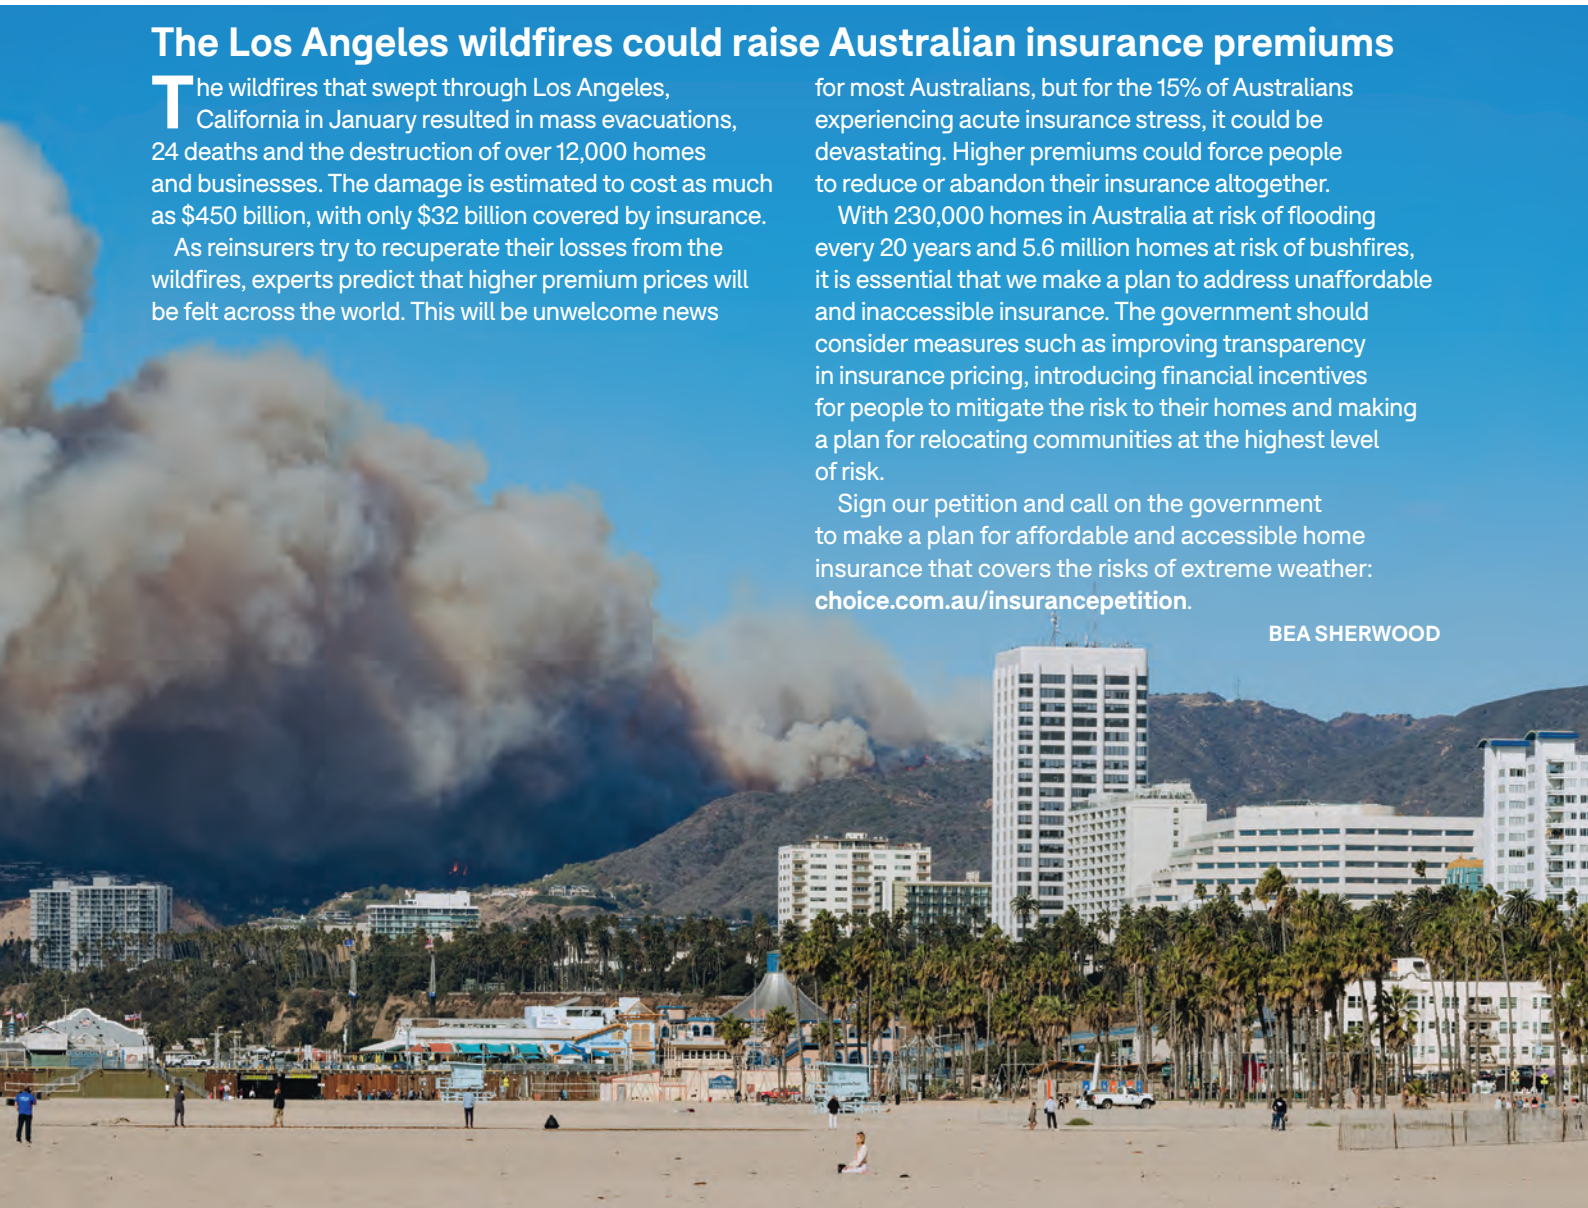 The Los Angeles wildfires could raise Australian insurance premiums
The wildfires that swept through Los Angeles,
California in January resulted in mass evacuations,
24 deaths and the destruction of over 12,000 homes
and businesses. The damage is estimated to cost as much
as $450 billion, with only $32 billion covered by insurance.
As reinsurers try to recuperate their losses from the
wildfires, experts predict that higher premium prices will
be felt across the world. This will be unwelcome news
for most Australians, but for the 15% of Australians
experiencing acute insurance stress, it could be
devastating. Higher premiums could force people
to reduce or abandon their insurance altogether.
With 230,000 homes in Australia at risk of flooding
every 20 years and 5.6 million homes at risk of bushfires,
it is essential that we make a plan to address unaffordable
and inaccessible insurance. The government should
consider measures such as improving transparency
in insurance pricing, introducing financial incentives
for people to mitigate the risk to their homes and making
a plan for relocating communities at the highest level
of risk.
Sign our petition and call on the government
to make a plan for affordable and accessible home
insurance that covers the risks of extreme weather:
choice.com.au/insurancepetition.
BEA SHERWOOD